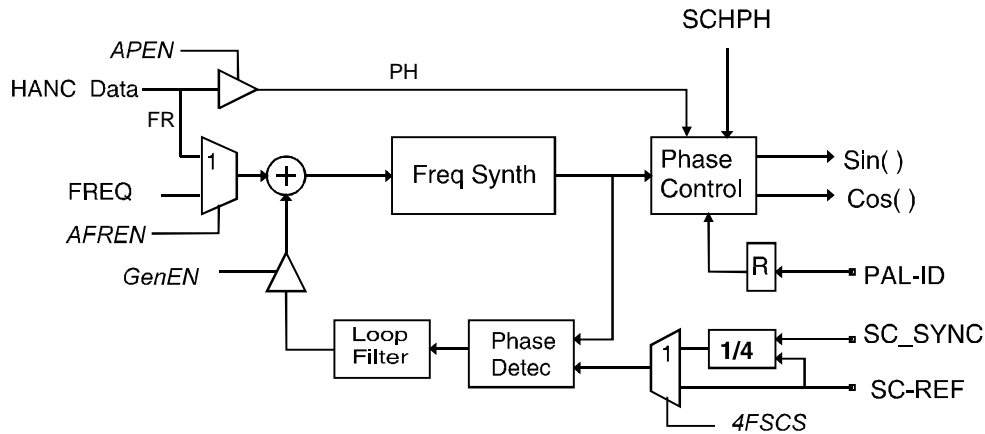 SCHPH
APEN
HANC Data
PH
FR
1
FREQ
AFREN
+
Freq Synth
Phase
Control
Sin( )
Cos( )
GenEN
R
PAL-ID
Loop
Filter
Phase
Detec
1
1/4
SC_SYNC
SC-REF
4FSCS